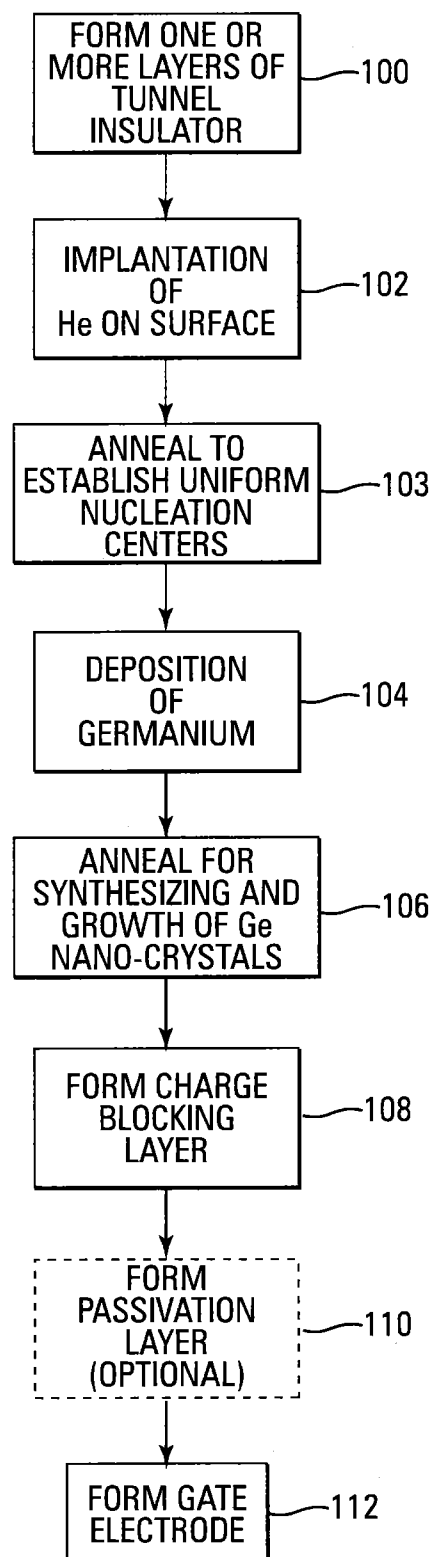 FORM ONE OR
MORE LAYERS OF
TUNNEL
INSULATOR
100
IMPLANTATION
OF
He ON SURFACE
102
ANNEAL TO
ESTABLISH UNIFORM
NUCLEATION
CENTERS
103
DEPOSITION
OF
GERMANIUM
104
ANNEAL FOR
SYNTHESIZING AND
GROWTH OF Ge
NANO-CRYSTALS
106
FORM CHARGE
BLOCKING
LAYER
108
FORM
PASSIVATION
LAYER
(OPTIONAL)
110
FORM GATE
ELECTRODE
112